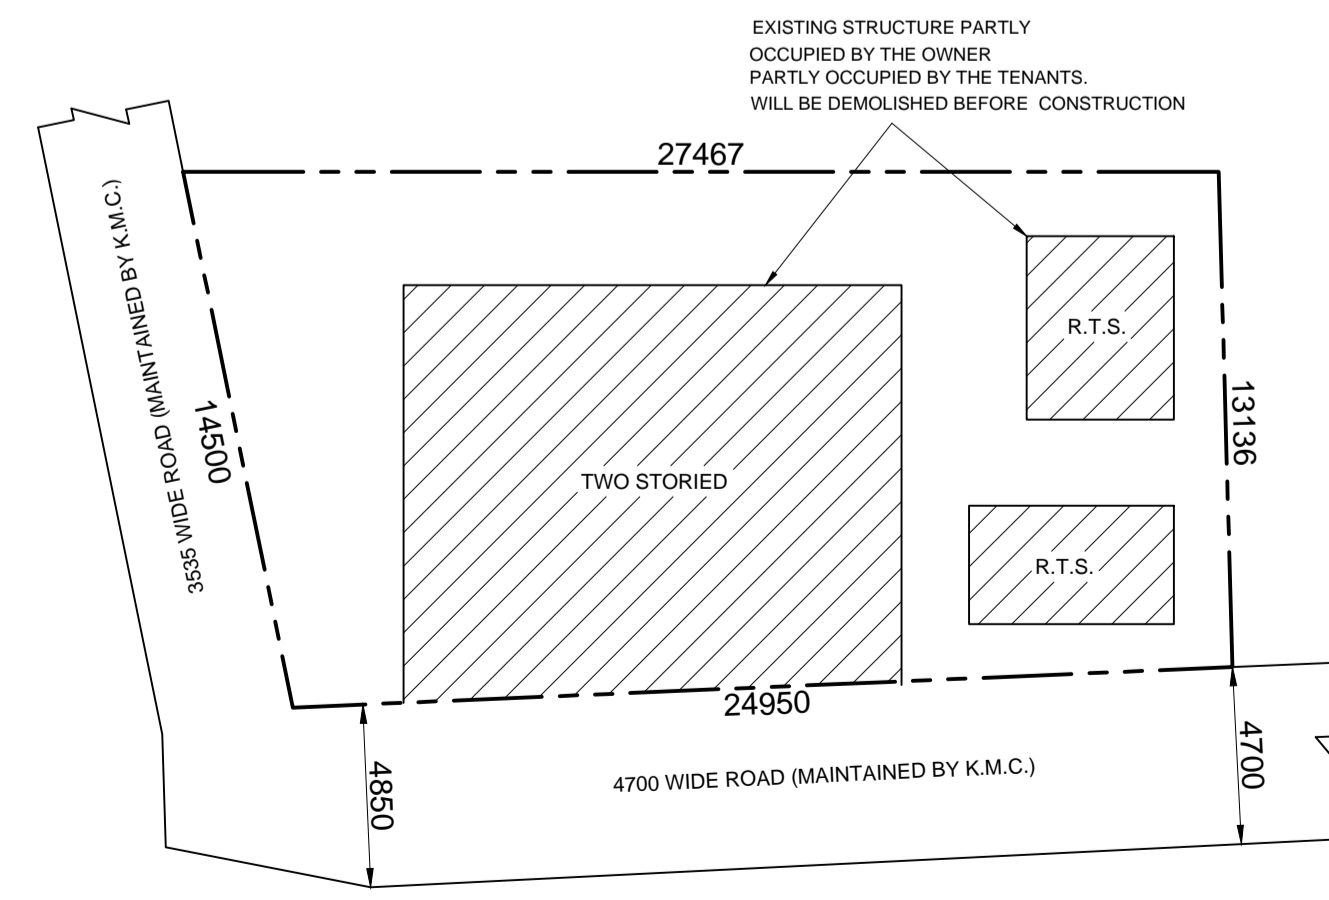 EXISTING STRUCTURE PARTLY
OCCUPIED BY THE OWNER
PARTLY OCCUPIED BY THE TENANTS.
WILL BE DEMOLISHED BEFORE CONSTRUCTION
27467
3535 WIDE ROAD (MAINTAINED BY K.M.C.)
14500
R.T.S.
13136
TWO STORIED
R.T.S.
24950
4850
4700 WIDE ROAD (MAINTAINED BY K.M.C.)
4700